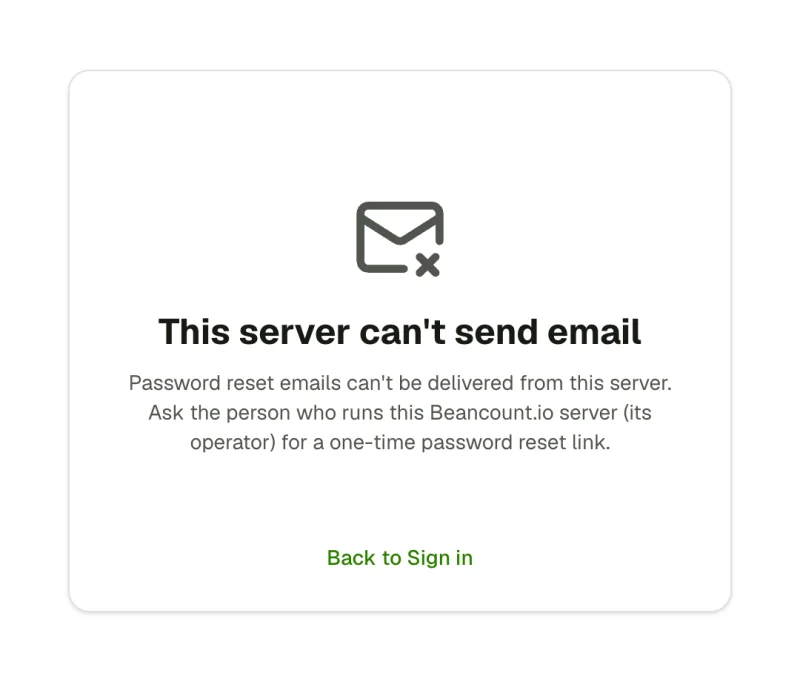 This server can't send email
Password reset emails can't be delivered from this server.
Ask the person who runs this Beancount.io server (its
operator) for a one-time password reset link.
Back to Sign in